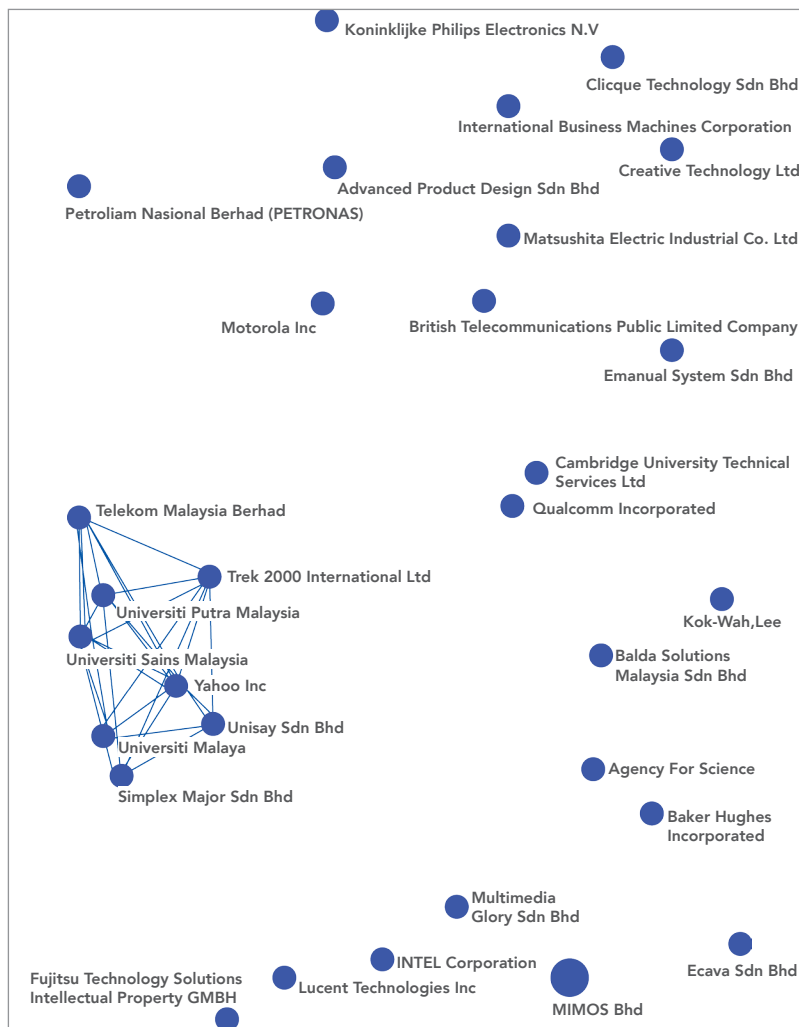 Koninklijke Philips Electronics N.V
Clicque Technology Sdn Bhd
International Business Machines Corporation
Creative Technology Ltd
Advanced Product Design Sdn Bhd
Petroliam Nasional Berhad (PETRONAS)
Matsushita Electric Industrial Co. Ltd
Motorola Inc
British Telecommunications Public Limited Company
Emanual System Sdn Bhd
Cambridge University Technical
Services Ltd
Qualcomm Incorporated
Telekom Malaysia Berhad
Trek 2000 International Ltd
Universiti Putra Malaysia
Kok-Wah,Lee
Universiti Sains Malaysia
Balda Solutions
Malaysia Sdn Bhd
Yahoo Inc
Unisay Sdn Bhd
Universiti Malaya
Agency For Science
Simplex Major Sdn Bhd
Baker Hughes
Incorporated
Multimedia
Glory Sdn Bhd
INTEL Corporation
Ecava Sdn Bhd
Fujitsu Technology Solutions
Intellectual Property GMBH
Lucent Technologies Inc
MIMOS Bhd